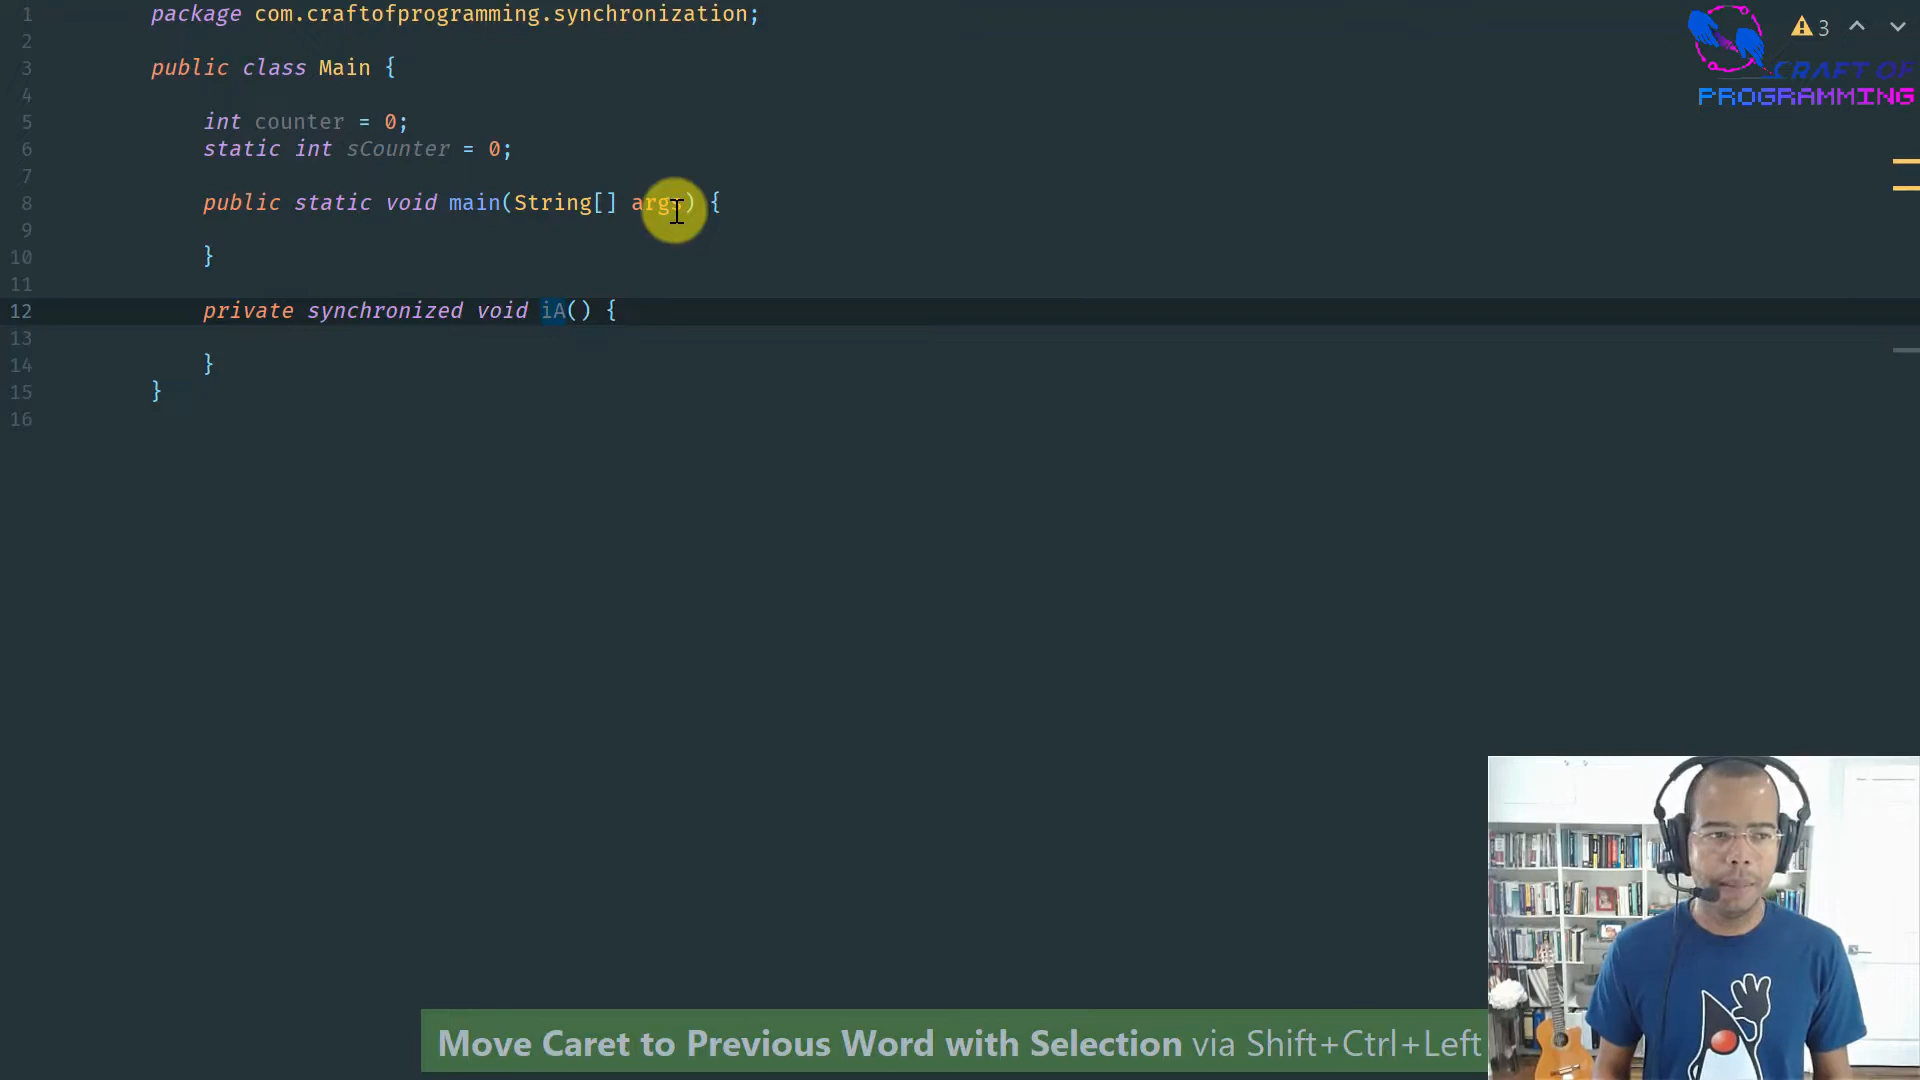 1 package com.craftofprogramming.synchronization;
2
3 public class Main {
4
5 int counter = 0;
6 static int sCounter = 0;
7
8 public static void main(String[] args) {
9
10 }
11
12 private synchronized void iA() {
13
14 }
15 }
16
3
CRAFT OF
PROGRAMMING
Move Caret to Previous Word with Selection via Shift+Ctrl+Left